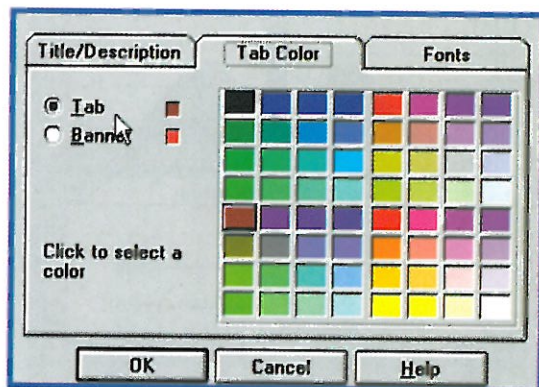 Title/Description Tab Color Fonts
Tab
Banner
Click to select a
color
OK Cancel Help